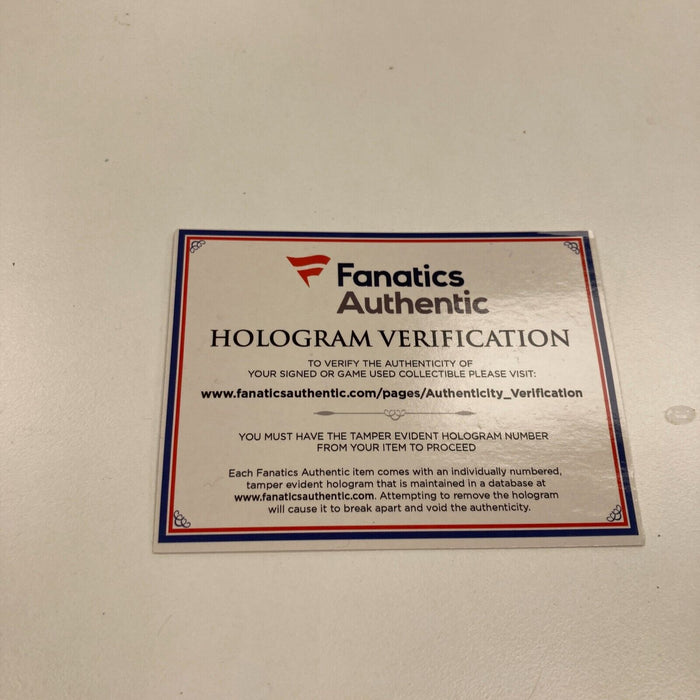 Fanatics
Authentic
HOLOGRAM VERIFICATION
TO VERIFY THE AUTHENTICITY OF
YOUR SIGNED OR GAME USED COLLECTIBLE PLEASE VISIT:
www.fanaticsauthentic.com/pages/Authenticity_Verification
YOU MUST HAVE THE TAMPER EVIDENT HOLOGRAM NUMBER
FROM YOUR ITEM TO PROCEED
Each Fanatics Authentic item comes with an individually numbered,
tamper evident hologram that is maintained in a database at
www.fanaticsauthentic.com. Attempting to remove the hologram
will cause it to break apart and void the authenticity.